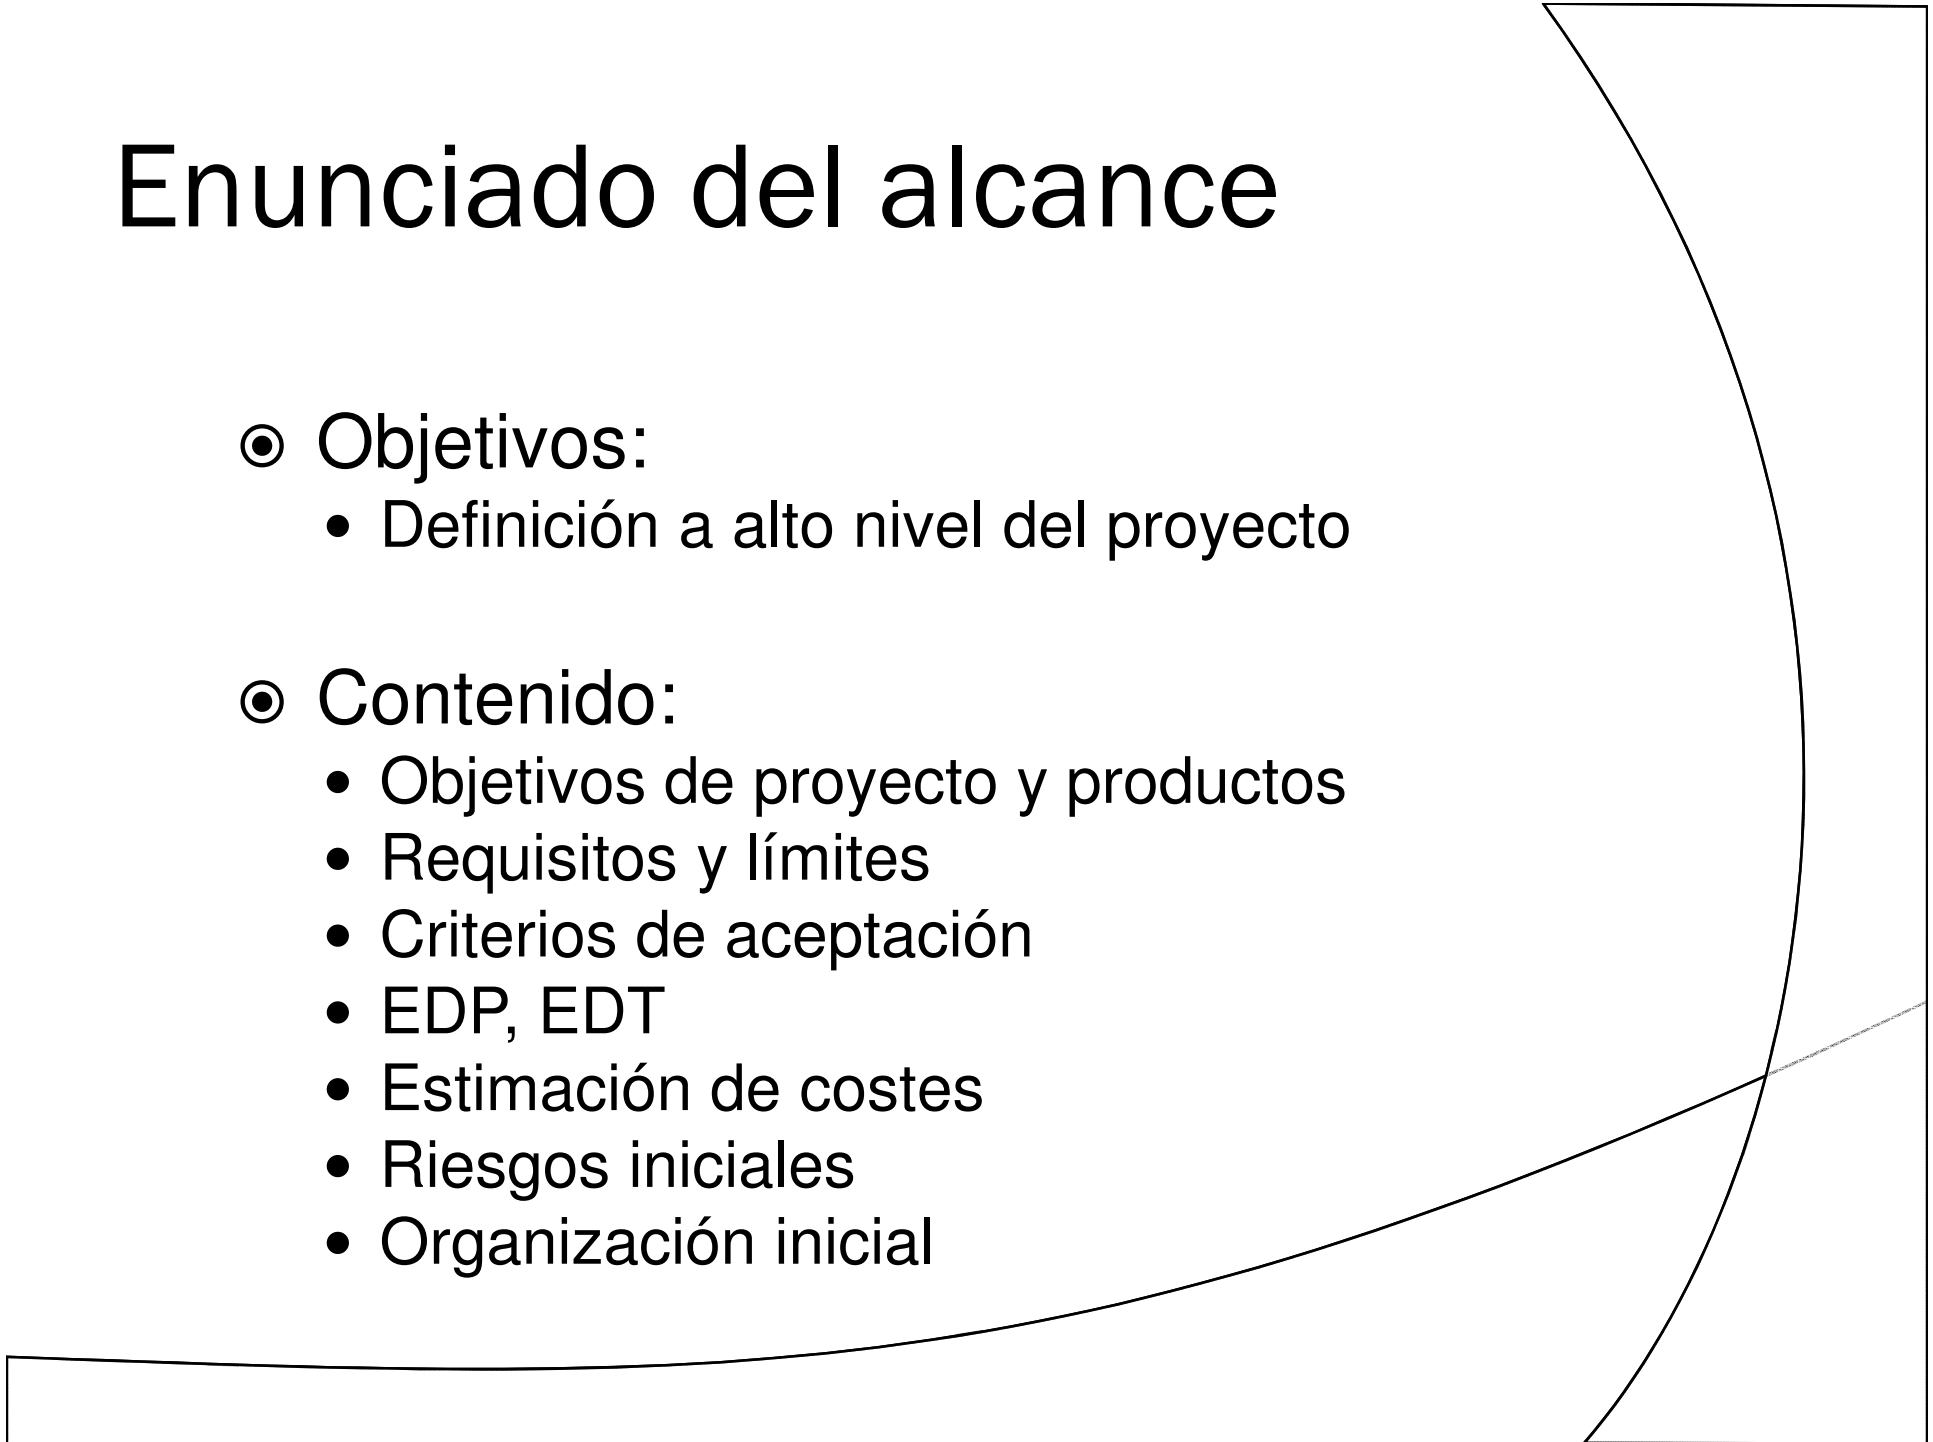 Enunciado del alcance
Objetivos:
• Definición a alto nivel del proyecto
Contenido:
• Objetivos de proyecto y productos
• Requisitos y límites
• Criterios de aceptación
• EDP, EDT
• Estimación de costes
• Riesgos iniciales
• Organización inicial